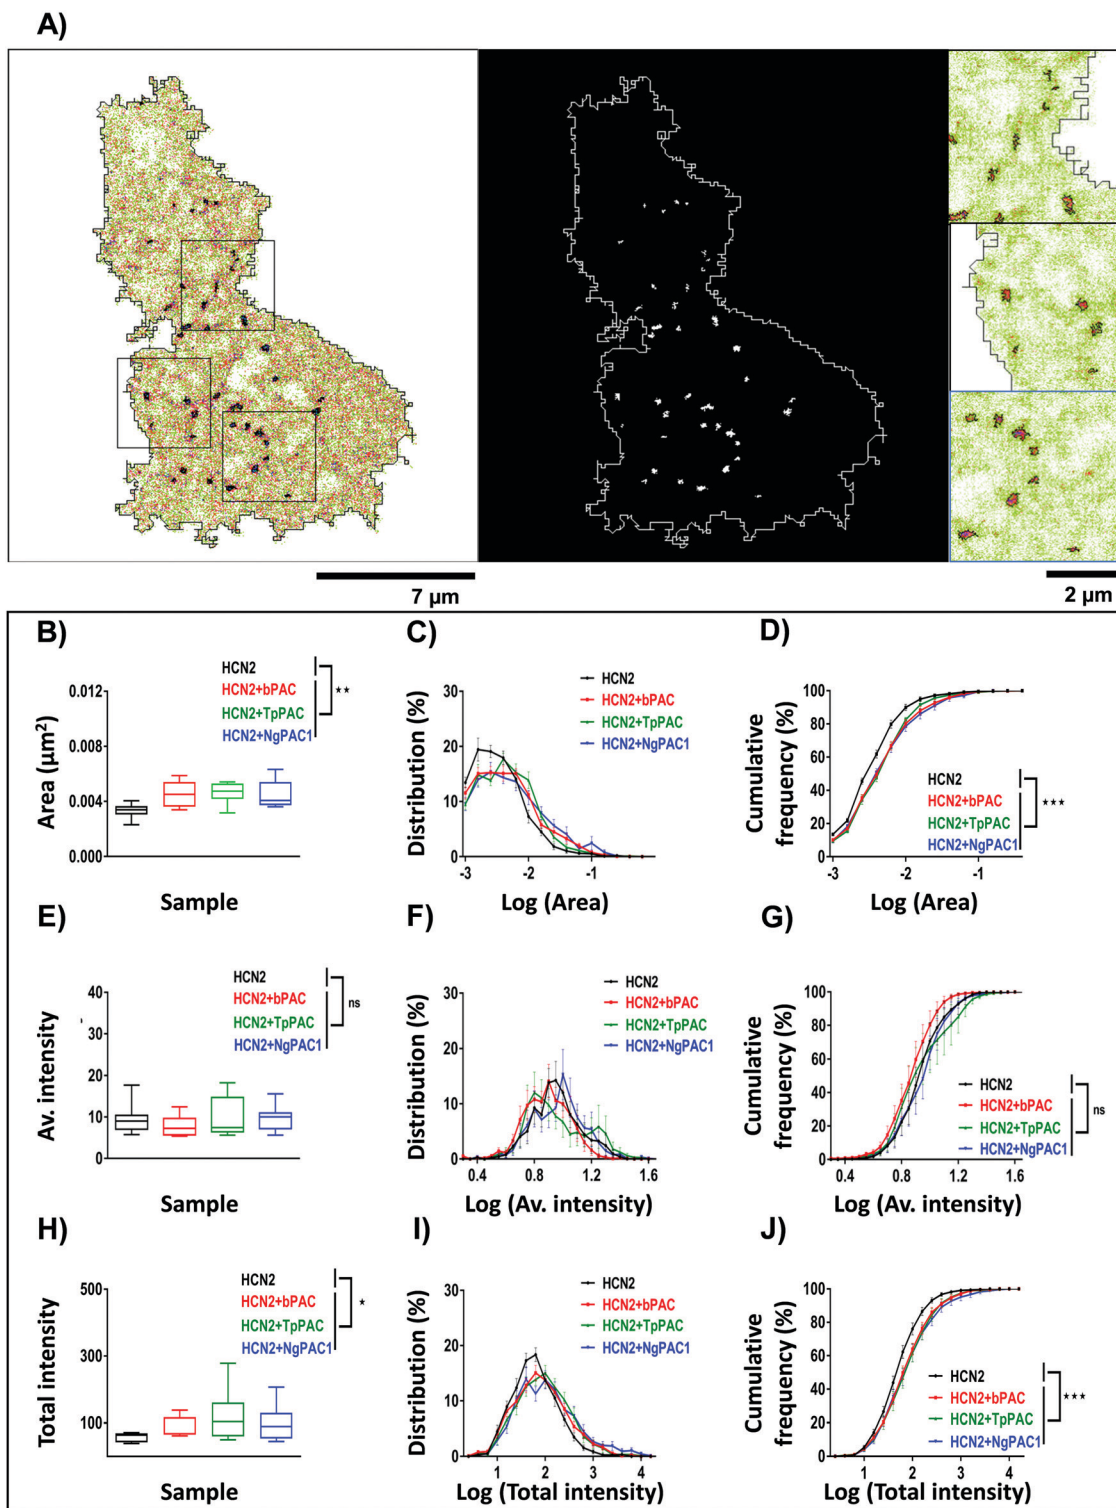 A)
7 μm
2 μm
B)
Area (μm²)
0.012
0.008
0.004
0.000
HCN2
HCN2+bPAC
HCN2+TpPAC
HCN2+NgPAC1
★★
Sample
C)
Distribution (%)
30
20
10
0
-3
-2
-1
HCN2
HCN2+bPAC
HCN2+TpPAC
HCN2+NgPAC1
Log (Area)
D)
Cumulative
frequency (%)
100
80
60
40
20
0
-3
-2
-1
HCN2
HCN2+bPAC
HCN2+TpPAC
HCN2+NgPAC1
★★★
Log (Area)
E)
Av. intensity
40
30
20
10
0
HCN2
HCN2+bPAC
HCN2+TpPAC
HCN2+NgPAC1
ns
Sample
F)
Distribution (%)
30
20
10
0
0.4
0.8
1.2
1.6
HCN2
HCN2+bPAC
HCN2+TpPAC
HCN2+NgPAC1
Log (Av. intensity)
G)
Cumulative
frequency (%)
100
80
60
40
20
0
0.4
0.8
1.2
1.6
HCN2
HCN2+bPAC
HCN2+TpPAC
HCN2+NgPAC1
ns
Log (Av. intensity)
H)
Total intensity
500
300
100
HCN2
HCN2+bPAC
HCN2+TpPAC
HCN2+NgPAC1
★
Sample
I)
Distribution (%)
30
20
10
0
1
2
3
4
HCN2
HCN2+bPAC
HCN2+TpPAC
HCN2+NgPAC1
Log (Total intensity)
J)
Cumulative
frequency (%)
100
80
60
40
20
0
1
2
3
4
HCN2
HCN2+bPAC
HCN2+TpPAC
HCN2+NgPAC1
★★★
Log (Total intensity)